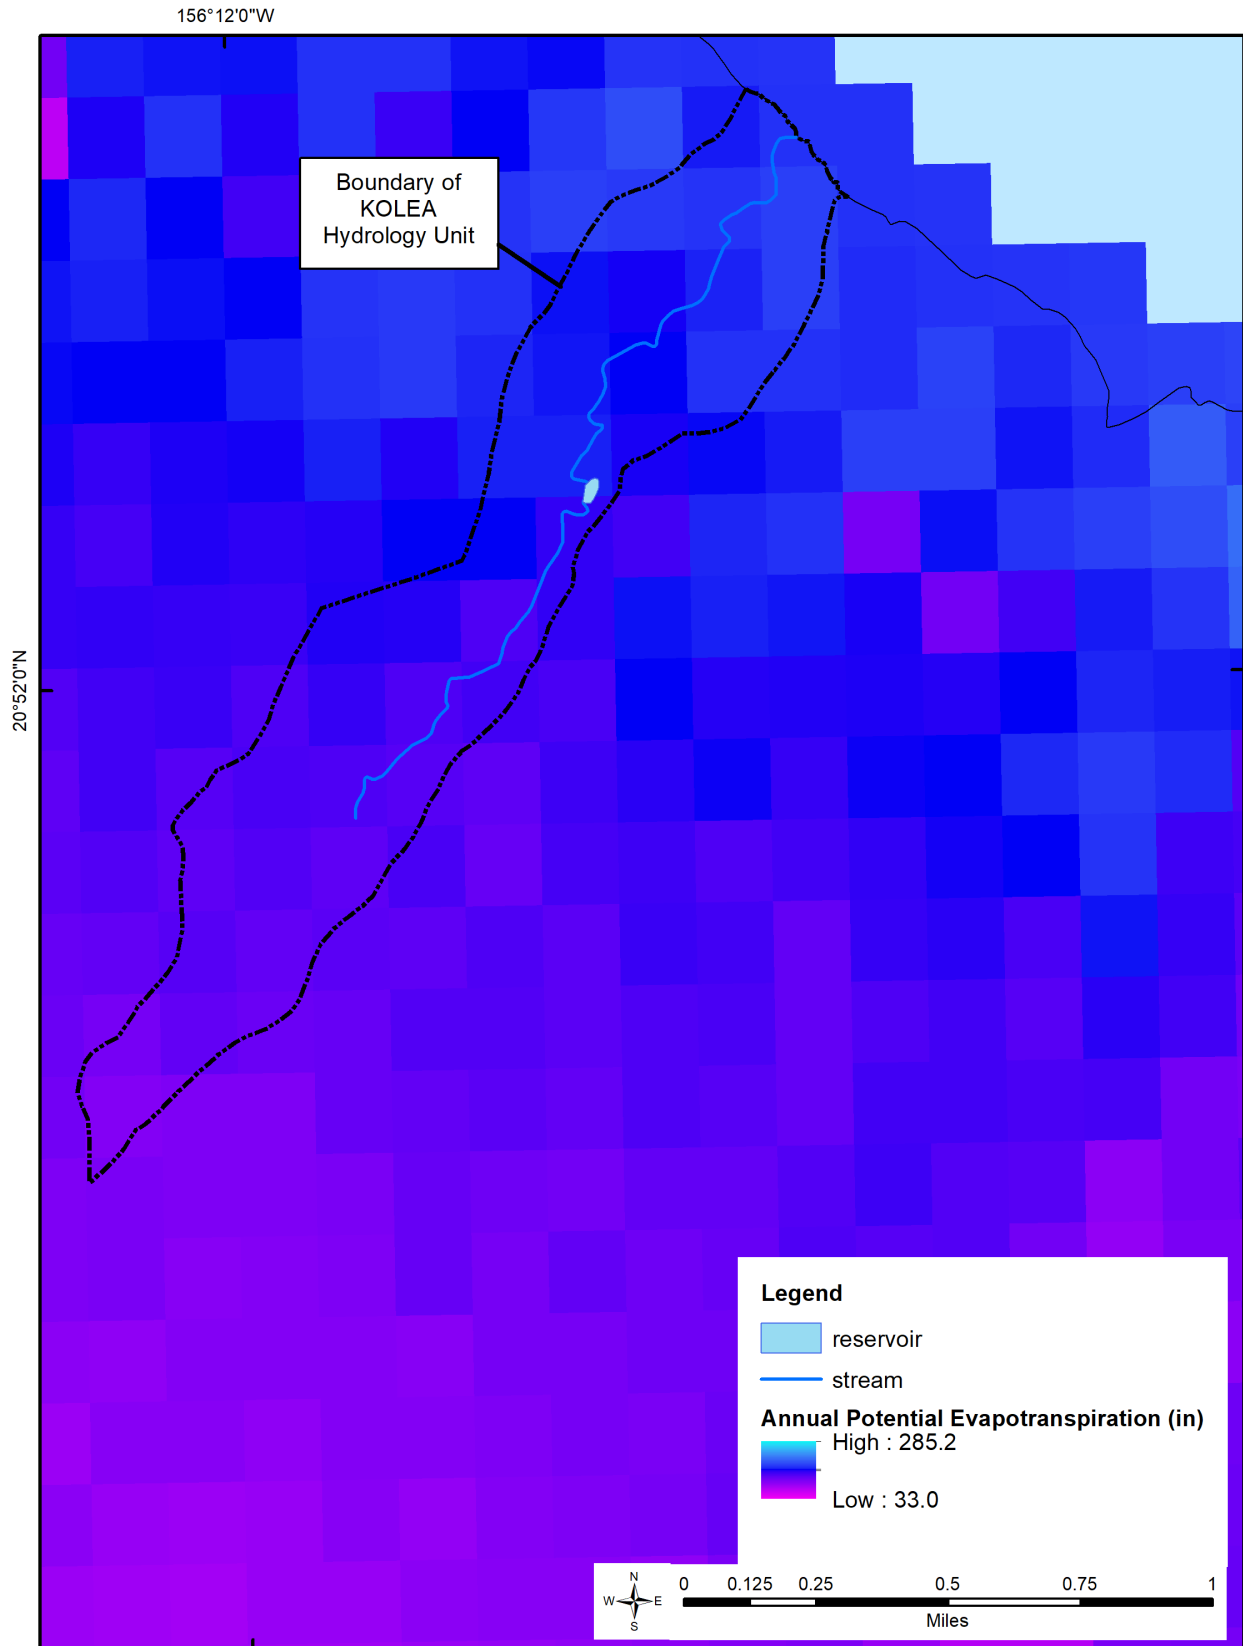 156°12'0"W
Boundary of
KOLEA
Hydrology Unit
20°52'0"N
Legend
reservoir
stream
Annual Potential Evapotranspiration (in)
High : 285.2
Low : 33.0
N
W E
S
0 0.125 0.25 0.5 0.75 1
Miles